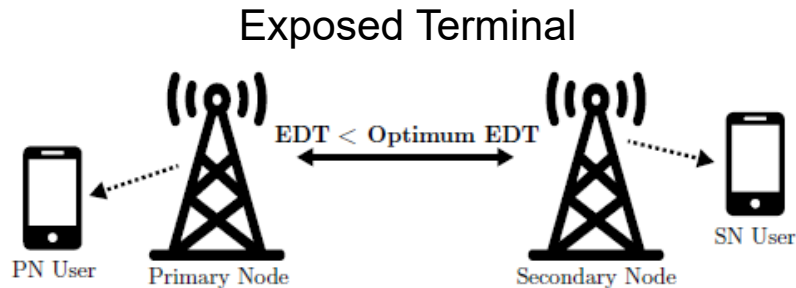 Exposed Terminal
EDT < Optimum EDT
PN User
Primary Node
Secondary Node
SN User